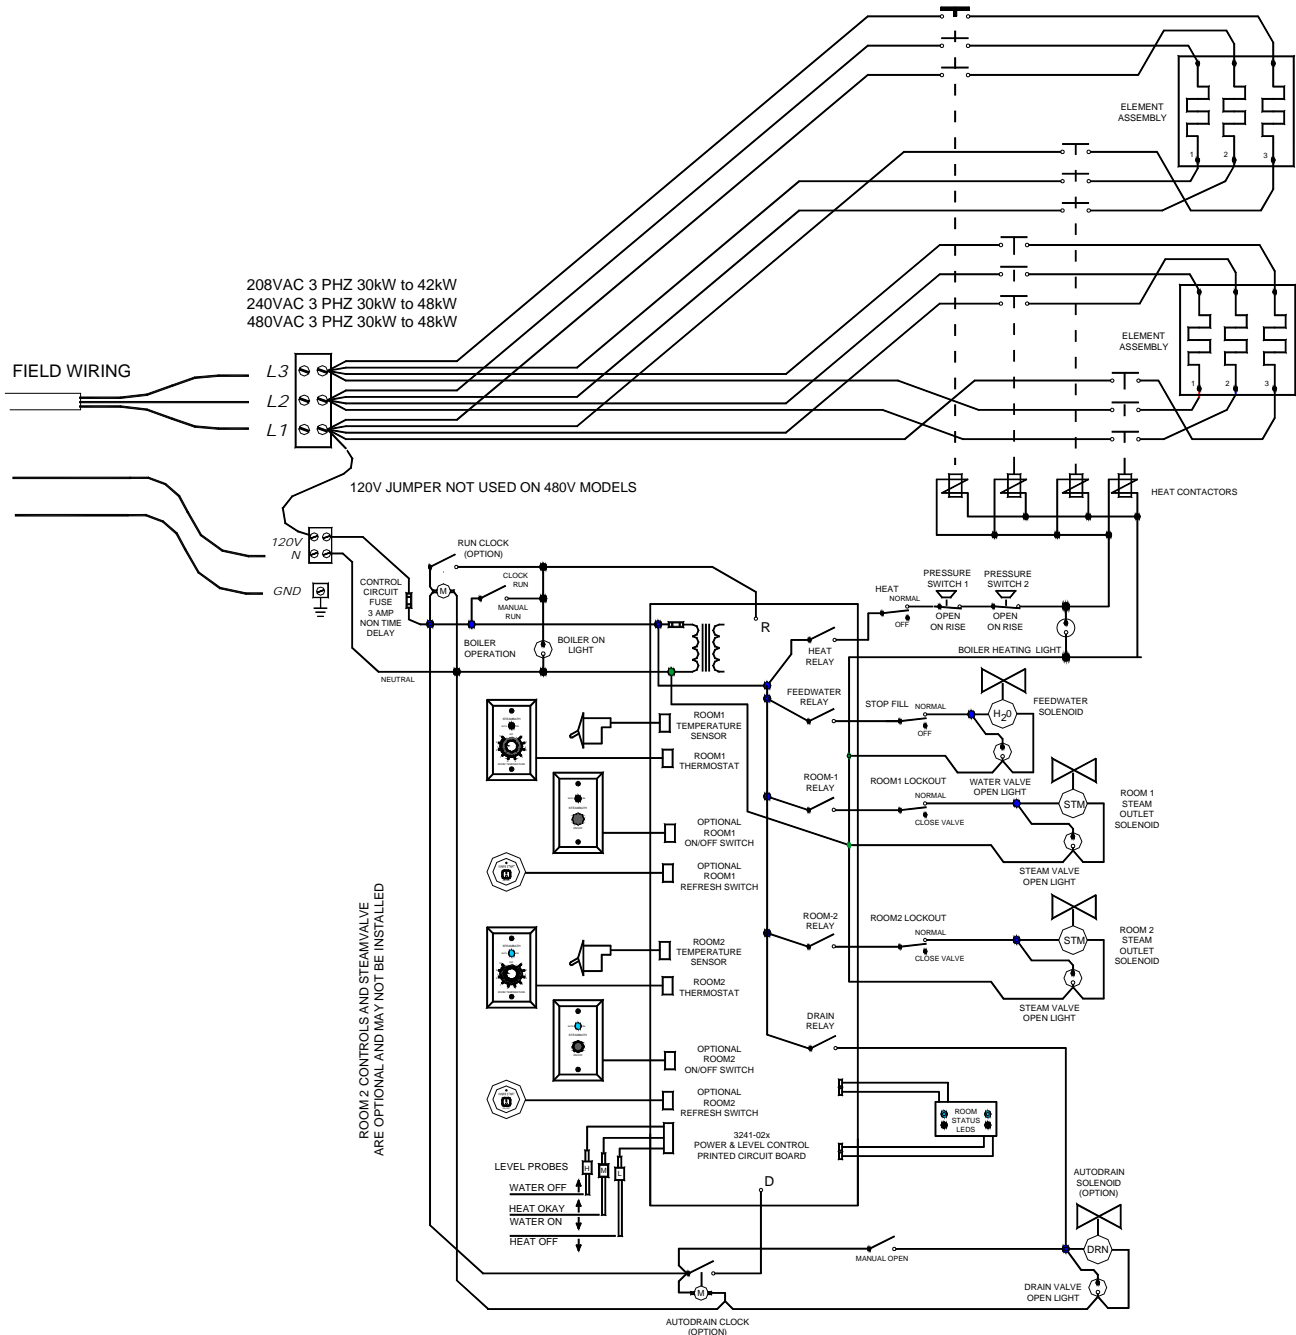 ELEMENT
ASSEMBLY
208VAC 3 PHZ 30kW to 42kW
240VAC 3 PHZ 30kW to 48kW
480VAC 3 PHZ 30kW to 48kW
1
2
3
FIELD WIRING
L3
L2
L1
ELEMENT
ASSEMBLY
1
2
3
120V JUMPER NOT USED ON 480V MODELS
HEAT CONTACTORS
120V
N
GND
RUN CLOCK
(OPTION)
M
CLOCK
RUN
MANUAL
RUN
CONTROL
CIRCUIT
FUSE
3 AMP
NON TIME
DELAY
BOILER
OPERATION
BOILER ON
LIGHT
NEUTRAL
R
HEAT
RELAY
HEAT
NORMAL
OFF
PRESSURE
SWITCH 1
OPEN
ON RISE
PRESSURE
SWITCH 2
OPEN
ON RISE
BOILER HEATING LIGHT
FEEDWATER
RELAY
STOP FILL
NORMAL
OFF
H20
FEEDWATER
SOLENOID
WATER VALVE
OPEN LIGHT
ROOM1
TEMPERATURE
SENSOR
ROOM1
THERMOSTAT
ROOM-1
RELAY
ROOM1 LOCKOUT
NORMAL
CLOSE VALVE
STM
ROOM 1
STEAM
OUTLET
SOLENOID
STEAM VALVE
OPEN LIGHT
OPTIONAL
ROOM1
ON/OFF SWITCH
OPTIONAL
ROOM1
REFRESH SWITCH
ROOM 2 CONTROLS AND STEAMVALVE
ARE OPTIONAL AND MAY NOT BE INSTALLED
ROOM-2
RELAY
ROOM2 LOCKOUT
NORMAL
CLOSE VALVE
STM
ROOM 2
STEAM
OUTLET
SOLENOID
STEAM VALVE
OPEN LIGHT
ROOM2
TEMPERATURE
SENSOR
ROOM2
THERMOSTAT
DRAIN
RELAY
OPTIONAL
ROOM2
ON/OFF SWITCH
OPTIONAL
ROOM2
REFRESH SWITCH
ROOM
STATUS
LEDS
3241-02x
POWER & LEVEL CONTROL
PRINTED CIRCUIT BOARD
LEVEL PROBES
H
M
L
WATER OFF
HEAT OKAY
WATER ON
HEAT OFF
D
AUTODRAIN
SOLENOID
(OPTION)
DRN
MANUAL OPEN
DRAIN VALVE
OPEN LIGHT
M
AUTODRAIN CLOCK
(OPTION)